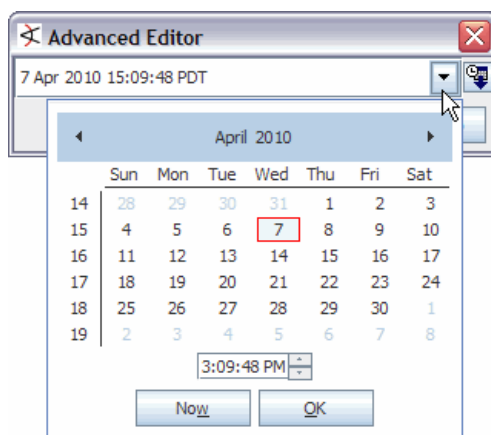 Advanced Editor
7 Apr 2010 15:09:48 PDT
April 2010
Sun Mon Tue Wed Thu Fri Sat
14 28 29 30 31 1 2 3
15 4 5 6 7 8 9 10
16 11 12 13 14 15 16 17
17 18 19 20 21 22 23 24
18 25 26 27 28 29 30 1
19 2 3 4 5 6 7 8
3:09:48 PM
Now OK